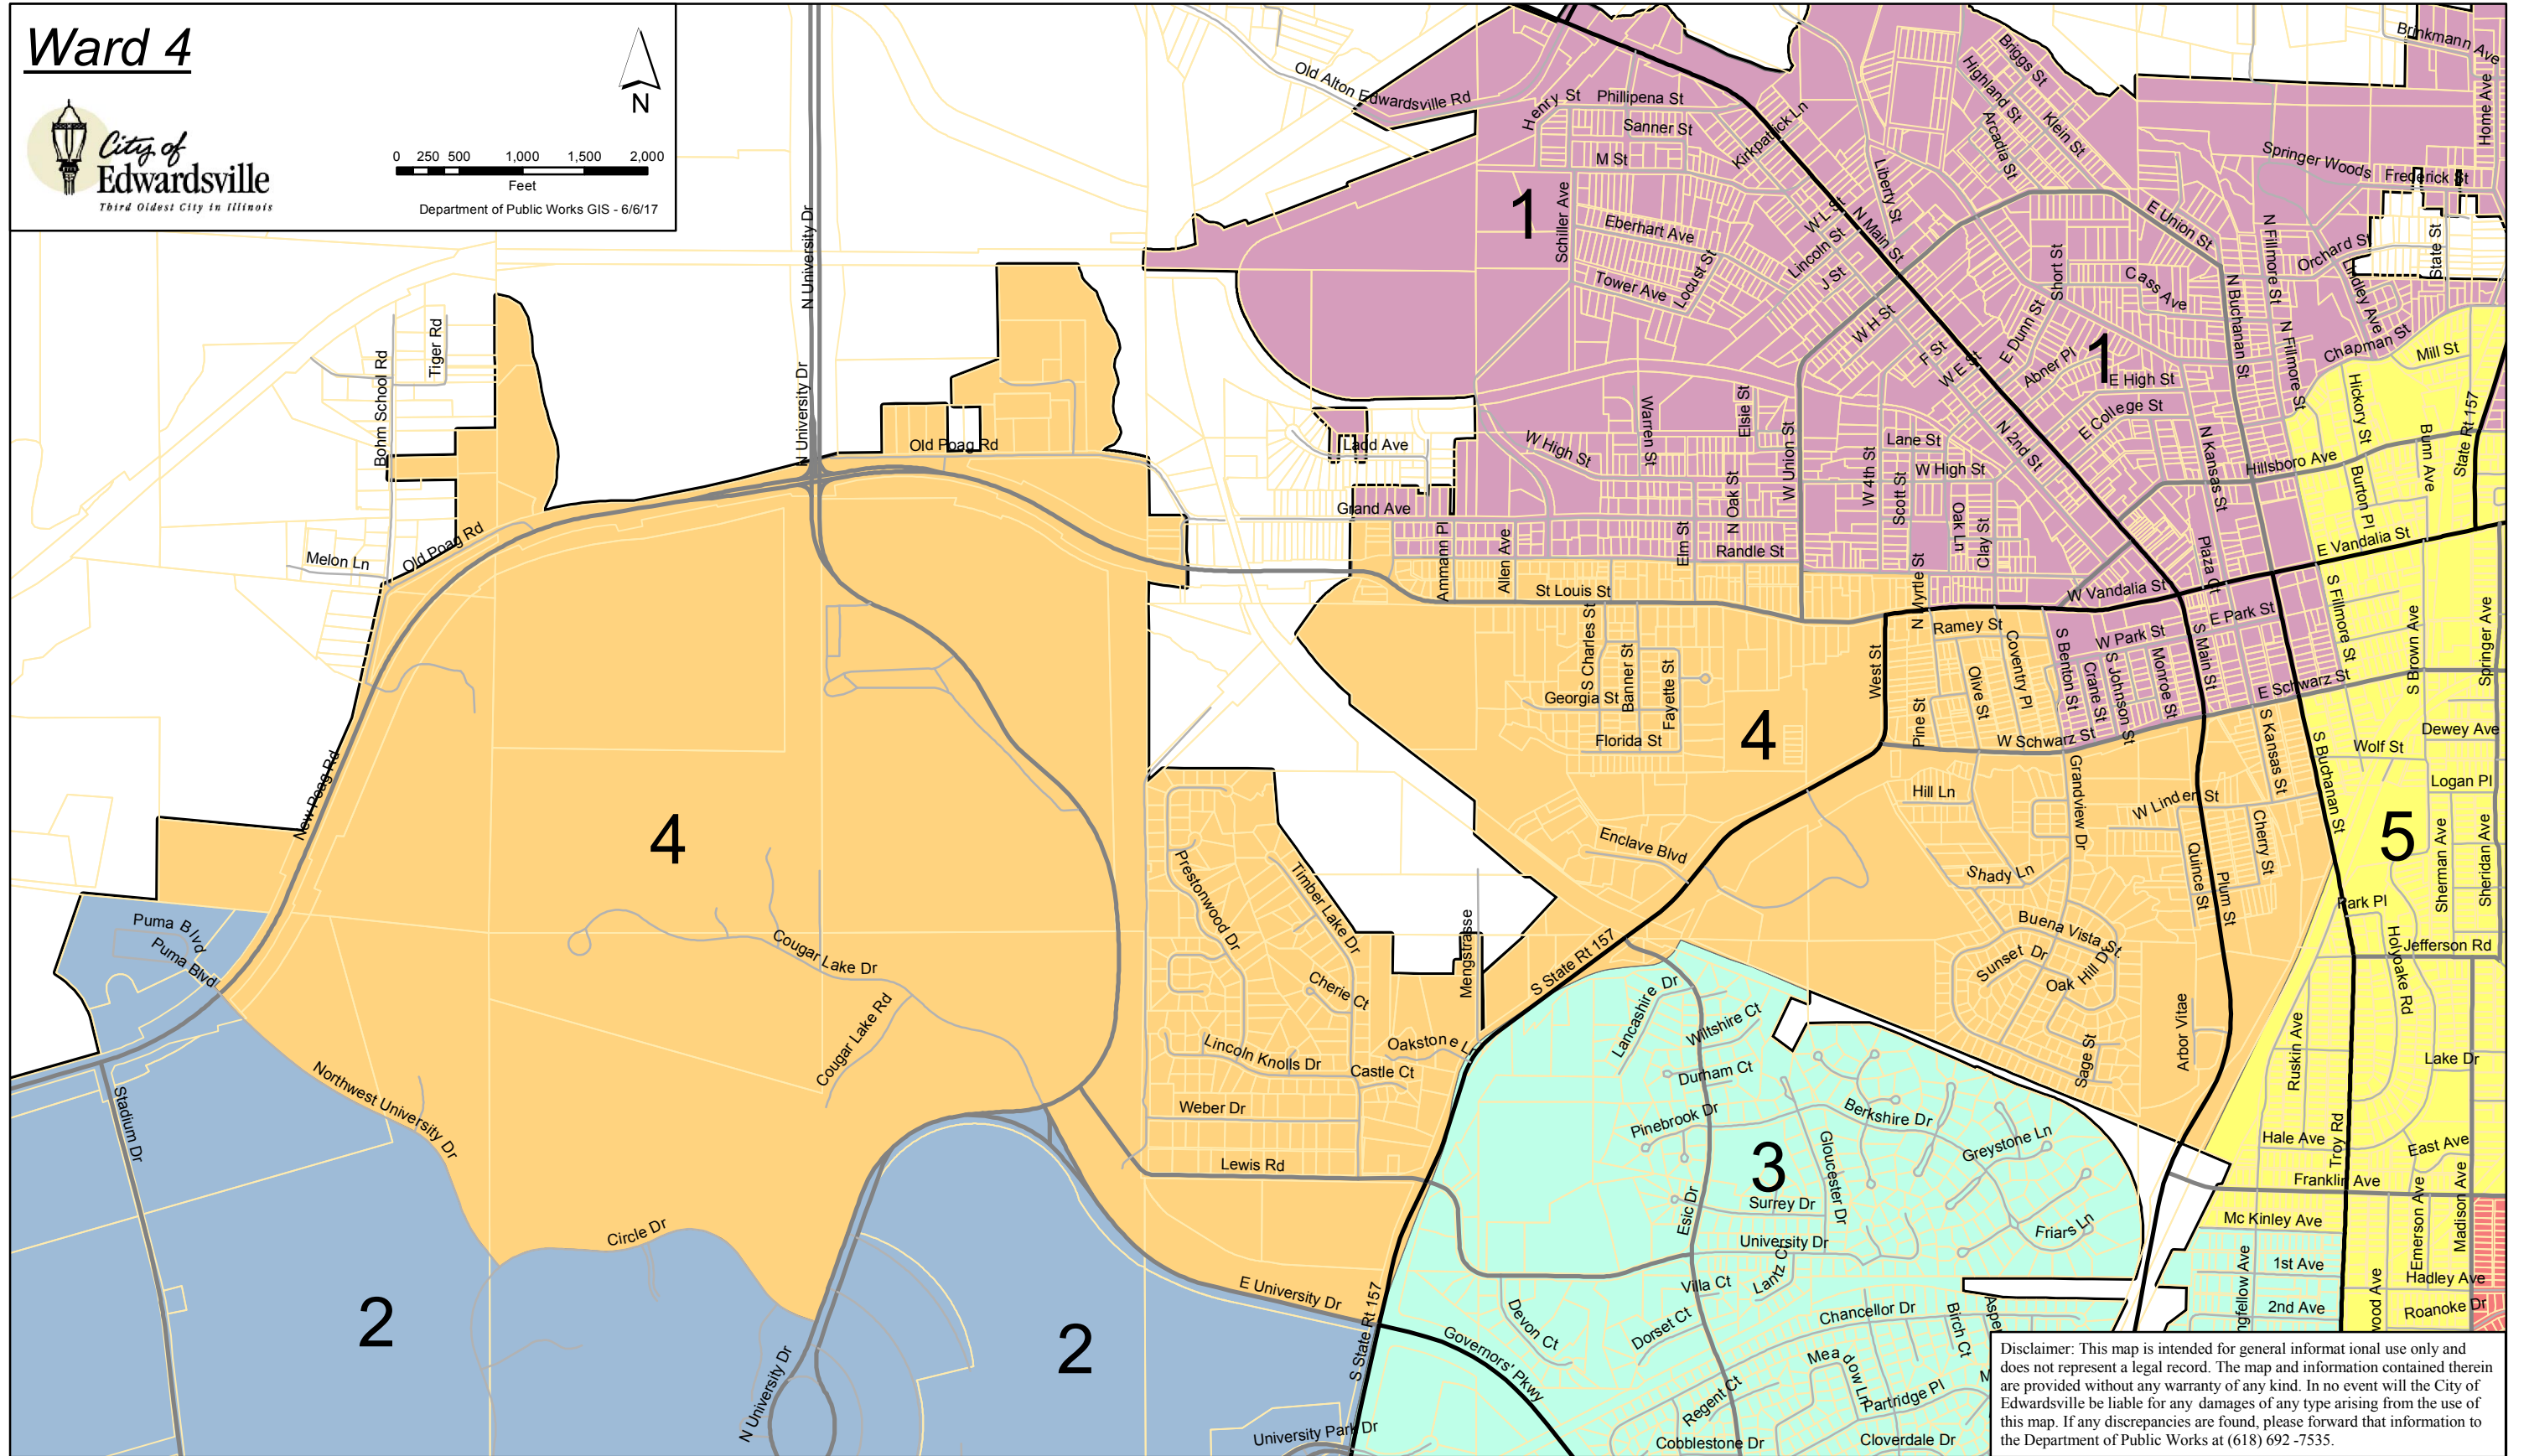 Ward 4
N
City of
Edwardsville
Third Oldest City in Illinois
0 250 500 1,000 1,500 2,000
Feet
Department of Public Works GIS - 6/6/17
Old Alton Edwardsville Rd
Henry St
Phillipena St
Sanner St
M St
Kirkpatrick Ln
Briggs St
Highland St
Arcadia St
Klein St
Brinkmann Ave
Home Ave
Springer Woods
Frederick St
Liberty St
N University Dr
1
Schiller Ave
Eberhart Ave
Tower Ave
Locust St
W L St
Lincoln St
J St
N Main St
E Union St
N Fillmore St
Orchard St
State St
Lindley Ave
Short St
Cass Ave
N Buchanan St
W H St
F St
W E St
E Dunn St
Abner Pl
1
E High St
N Fillmore St
Chapman St
Mill St
Tiger Rd
Bohm School Rd
N University Dr
Old Poag Rd
Ladd Ave
Grand Ave
W High St
Warren St
Elsie St
N Oak St
W Union St
Lane St
W High St
W 4th St
Scott St
Oak Ln
Clay St
N 2nd St
E College St
N Kansas St
Hillsboro Ave
Hickory St
Burton Pl
Bunn Ave
State Rt 157
Melon Ln
Old Poag Rd
Ammann Pl
Allen Ave
Elm St
Randle St
St Louis St
N Myrtle St
W Vandalia St
Plaza Ct
E Vandalia St
E Park St
W Park St
S Fillmore St
S Brown Ave
Springer Ave
S Charles St
Banner St
Fayette St
Georgia St
Florida St
West St
Ramey St
Coventry Pl
Olive St
Pine St
S Benton St
Crane St
S Johnson St
Monroe St
S Main St
E Schwarz St
W Schwarz St
4
S Kansas St
S Buchanan St
Wolf St
Dewey Ave
Logan Pl
New Poag Rd
4
Hill Ln
Grandview Dr
W Linden St
Cherry St
5
Sherman Ave
Sheridan Ave
Enclave Blvd
Shady Ln
Quince St
Plum St
Park Pl
Prestonwood Dr
Timber Lake Dr
Mengstrasse
S State Rt 157
Buena Vista St
Sunset Dr
Oak Hill Dr
Holyoake Rd
Jefferson Rd
Puma Blvd
Puma Blvd
Cougar Lake Dr
Cougar Lake Rd
Cherie Ct
Lincoln Knolls Dr
Castle Ct
Oakstone L
Lancashire Dr
Wiltshire Ct
Durham Ct
Sage St
Arbor Vitae
Ruskin Ave
Lake Dr
Stadium Dr
Northwest University Dr
Weber Dr
Lewis Rd
Pinebrook Dr
Berkshire Dr
Greystone Ln
Gloucester Dr
3
Surrey Dr
Esic Dr
Friars Ln
University Dr
Hale Ave
Troy Rd
East Ave
Franklin Ave
Mc Kinley Ave
Emerson Ave
Madison Ave
Circle Dr
2
E University Dr
2
S State Rt 157
Governors' Pkwy
N University Dr
University Park Dr
Villa Ct
Lantz Ct
Devon Ct
Dorset Ct
Chancellor Dr
Birch Ct
Aspe
Meadow Ln
Partridge Pl
Regent Ct
Cobblestone Dr
Cloverdale Dr
M
1st Ave
2nd Ave
ngfellow Ave
wood Ave
Hadley Ave
Roanoke Dr
Disclaimer: This map is intended for general informat ional use only and
does not represent a legal record. The map and information contained therein
are provided without any warranty of any kind. In no event will the City of
Edwardsville be liable for any damages of any type arising from the use of
this map. If any discrepancies are found, please forward that information to
the Department of Public Works at (618) 692 -7535.